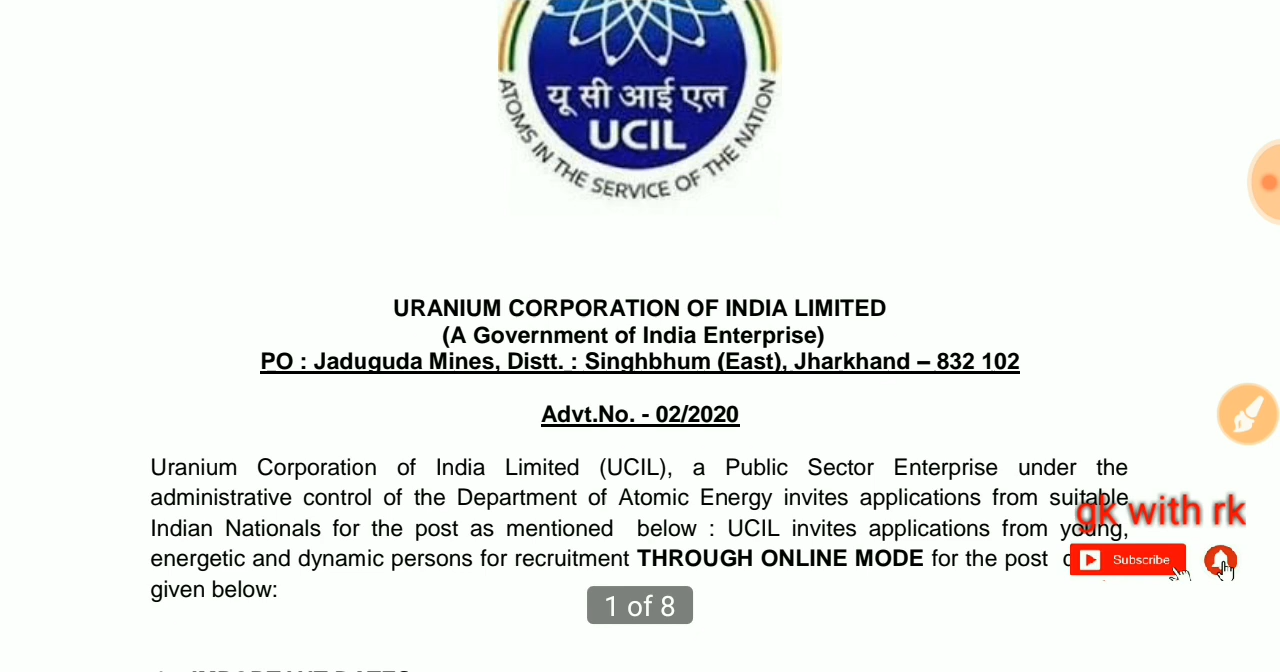 यू सी आई एल
UCIL
ATOMS IN THE SERVICE OF THE NATION
URANIUM CORPORATION OF INDIA LIMITED
(A Government of India Enterprise)
PO : Jaduguda Mines, Distt. : Singhbhum (East), Jharkhand – 832 102
Advt.No. - 02/2020
Uranium Corporation of India Limited (UCIL), a Public Sector Enterprise under the
administrative control of the Department of Atomic Energy invites applications from suitable
Indian Nationals for the post as mentioned below : UCIL invites applications from young,
energetic and dynamic persons for recruitment THROUGH ONLINE MODE for the post
given below:
gk with rk
Subscribe
1 of 8